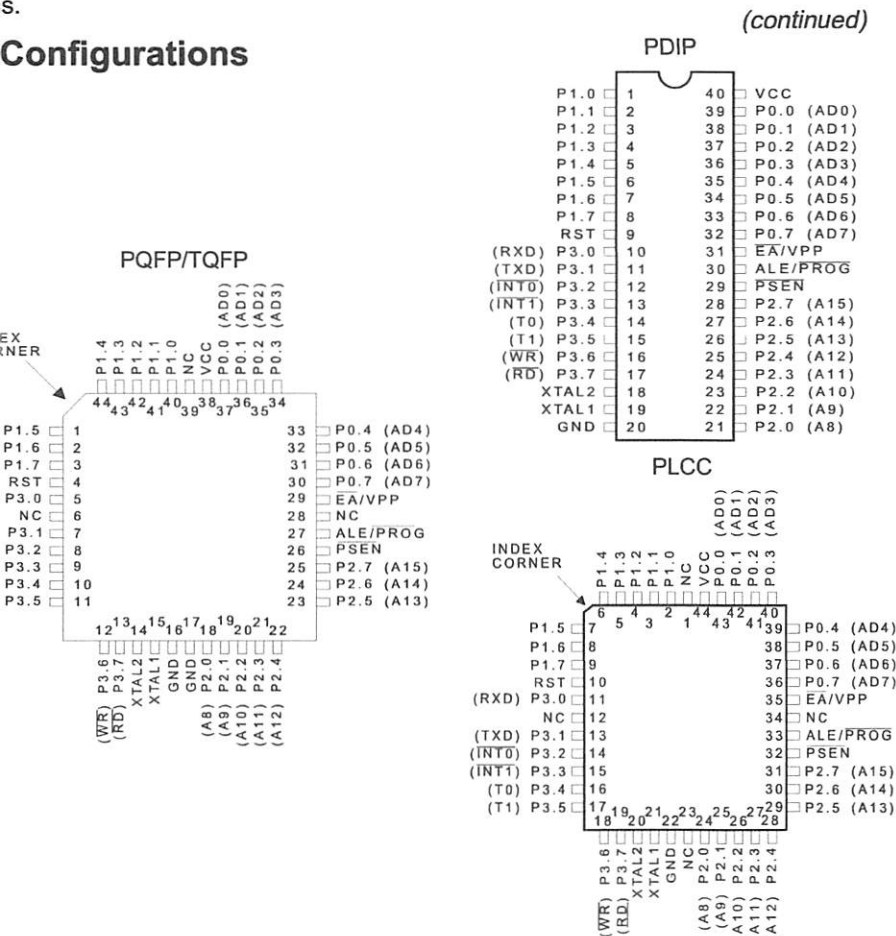 s.
(continued)
Configurations
PDIP
P1.0 1 40 VCC
P1.1 2 39 P0.0 (AD0)
P1.2 3 38 P0.1 (AD1)
P1.3 4 37 P0.2 (AD2)
P1.4 5 36 P0.3 (AD3)
P1.5 6 35 P0.4 (AD4)
P1.6 7 34 P0.5 (AD5)
P1.7 8 33 P0.6 (AD6)
RST 9 32 P0.7 (AD7)
(RXD) P3.0 10 31 EA/VPP
(TXD) P3.1 11 30 ALE/PROG
(INT0) P3.2 12 29 PSEN
(INT1) P3.3 13 28 P2.7 (A15)
(T0) P3.4 14 27 P2.6 (A14)
(T1) P3.5 15 26 P2.5 (A13)
(WR) P3.6 16 25 P2.4 (A12)
(RD) P3.7 17 24 P2.3 (A11)
XTAL2 18 23 P2.2 (A10)
XTAL1 19 22 P2.1 (A9)
GND 20 21 P2.0 (A8)
PQFP/TQFP
EX
RNER
P1.4 P1.3 P1.2 P1.1 P1.0 NC VCC P0.0 (AD0) P0.1 (AD1) P0.2 (AD2) P0.3 (AD3)
44 43 42 41 40 39 38 37 36 35 34
P1.5 1 33 P0.4 (AD4)
P1.6 2 32 P0.5 (AD5)
P1.7 3 31 P0.6 (AD6)
RST 4 30 P0.7 (AD7)
P3.0 5 29 EA/VPP
NC 6 28 NC
P3.1 7 27 ALE/PROG
P3.2 8 26 PSEN
P3.3 9 25 P2.7 (A15)
P3.4 10 24 P2.6 (A14)
P3.5 11 23 P2.5 (A13)
12 13 14 15 16 17 18 19 20 21 22
(WR) P3.6 (RD) P3.7 XTAL2 XTAL1 GND GND (A8) P2.0 (A9) P2.1 (A10) P2.2 (A11) P2.3 (A12) P2.4
PLCC
INDEX
CORNER
P1.4 P1.3 P1.2 P1.1 P1.0 NC VCC P0.0 (AD0) P0.1 (AD1) P0.2 (AD2) P0.3 (AD3)
6 5 4 3 2 1 44 43 42 41 40
P1.5 7 39 P0.4 (AD4)
P1.6 8 38 P0.5 (AD5)
P1.7 9 37 P0.6 (AD6)
RST 10 36 P0.7 (AD7)
(RXD) P3.0 11 35 EA/VPP
NC 12 34 NC
(TXD) P3.1 13 33 ALE/PROG
(INT0) P3.2 14 32 PSEN
(INT1) P3.3 15 31 P2.7 (A15)
(T0) P3.4 16 30 P2.6 (A14)
(T1) P3.5 17 29 P2.5 (A13)
18 19 20 21 22 23 24 25 26 27 28
(WR) P3.6 (RD) P3.7 XTAL2 XTAL1 GND NC (A8) P2.0 (A9) P2.1 A10) P2.2 A11) P2.3 A12) P2.4